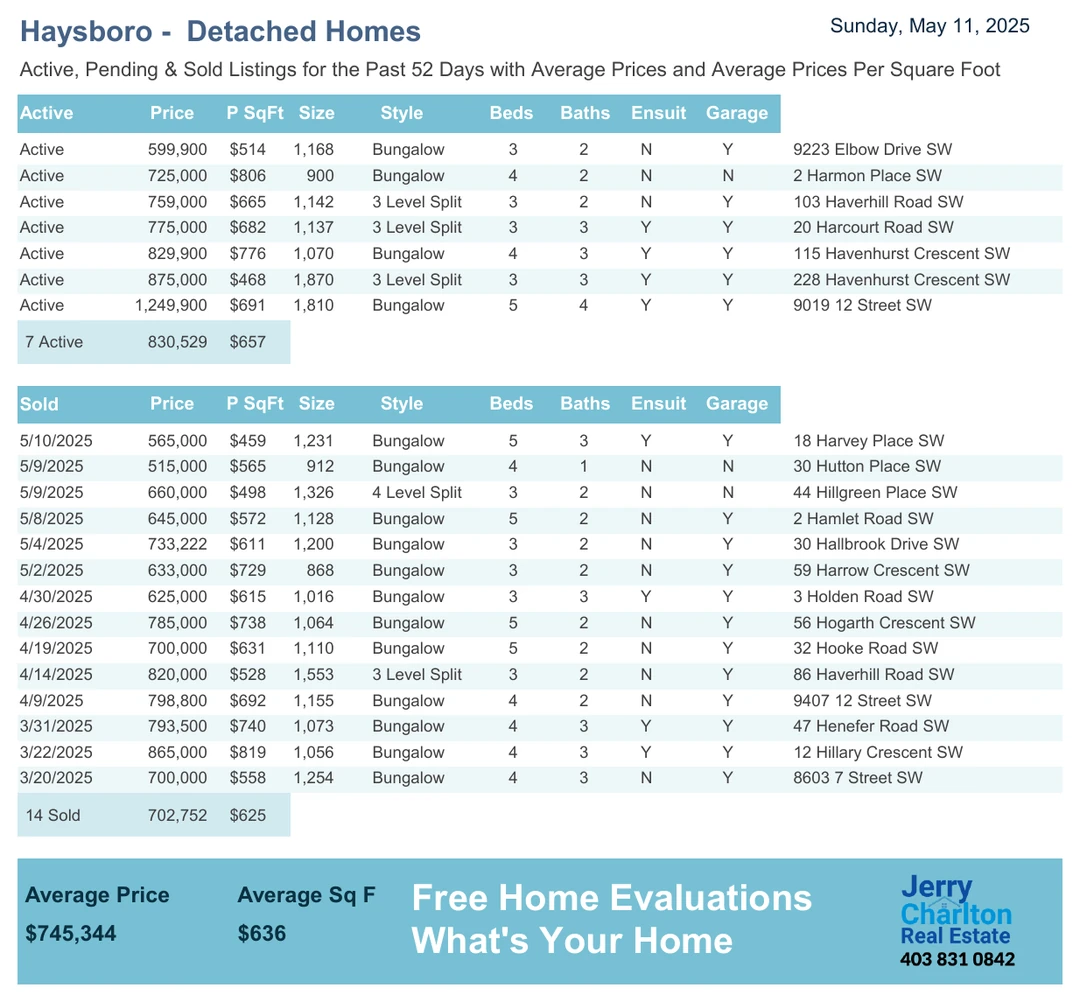 Haysboro - Detached Homes
Sunday, May 11, 2025
Active, Pending & Sold Listings for the Past 52 Days with Average Prices and Average Prices Per Square Foot
Active Price P SqFt Size Style Beds Baths Ensuit Garage
Active 599,900 $514 1,168 Bungalow 3 2 N Y 9223 Elbow Drive SW
Active 725,000 $806 900 Bungalow 4 2 N N 2 Harmon Place SW
Active 759,000 $665 1,142 3 Level Split 3 2 N Y 103 Haverhill Road SW
Active 775,000 $682 1,137 3 Level Split 3 3 Y Y 20 Harcourt Road SW
Active 829,900 $776 1,070 Bungalow 4 3 Y Y 115 Havenhurst Crescent SW
Active 875,000 $468 1,870 3 Level Split 3 3 Y Y 228 Havenhurst Crescent SW
Active 1,249,900 $691 1,810 Bungalow 5 4 Y Y 9019 12 Street SW
7 Active 830,529 $657
Sold Price P SqFt Size Style Beds Baths Ensuit Garage
5/10/2025 565,000 $459 1,231 Bungalow 5 3 Y Y 18 Harvey Place SW
5/9/2025 515,000 $565 912 Bungalow 4 1 N N 30 Hutton Place SW
5/9/2025 660,000 $498 1,326 4 Level Split 3 2 N N 44 Hillgreen Place SW
5/8/2025 645,000 $572 1,128 Bungalow 5 2 N Y 2 Hamlet Road SW
5/4/2025 733,222 $611 1,200 Bungalow 3 2 N Y 30 Hallbrook Drive SW
5/2/2025 633,000 $729 868 Bungalow 3 2 N Y 59 Harrow Crescent SW
4/30/2025 625,000 $615 1,016 Bungalow 3 3 Y Y 3 Holden Road SW
4/26/2025 785,000 $738 1,064 Bungalow 5 2 N Y 56 Hogarth Crescent SW
4/19/2025 700,000 $631 1,110 Bungalow 5 2 N Y 32 Hooke Road SW
4/14/2025 820,000 $528 1,553 3 Level Split 3 2 N Y 86 Haverhill Road SW
4/9/2025 798,800 $692 1,155 Bungalow 4 2 N Y 9407 12 Street SW
3/31/2025 793,500 $740 1,073 Bungalow 4 3 Y Y 47 Henefer Road SW
3/22/2025 865,000 $819 1,056 Bungalow 4 3 Y Y 12 Hillary Crescent SW
3/20/2025 700,000 $558 1,254 Bungalow 4 3 N Y 8603 7 Street SW
14 Sold 702,752 $625
Average Price Average Sq F
$745,344 $636
Free Home Evaluations
What's Your Home
Jerry
Charlton
Real Estate
403 831 0842